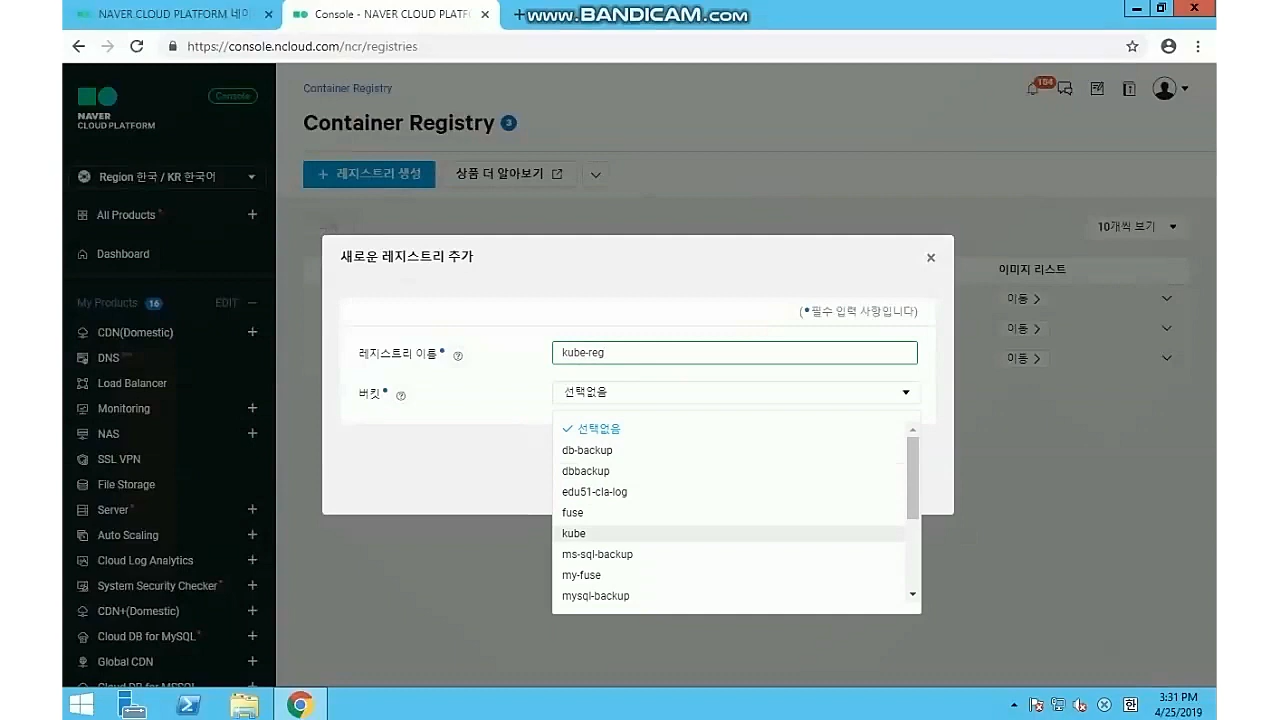 NAVER CLOUD PLATFORM 네이
Console - NAVER CLOUD PLATF
www.BANDICAM.com
https://console.ncloud.com/ncr/registries
NAVER
CLOUD PLATFORM
Console
Region 한국 / KR 한국어
All Products
Dashboard
My Products 16 EDIT
CDN(Domestic)
DNS
Load Balancer
Monitoring
NAS
SSL VPN
File Storage
Server
Auto Scaling
Cloud Log Analytics
System Security Checker
CDN+(Domestic)
Cloud DB for MySQL
Global CDN
Cloud DB for MSSQL
Container Registry
104
Container Registry 3
+ 레지스트리 생성
상품 더 알아보기
10개씩 보기
이미지 리스트
이동
이동
이동
새로운 레지스트리 추가
(•필수 입력 사항입니다)
레지스트리 이름• kube-reg
버킷• 선택없음
선택없음
db-backup
dbbackup
edu51-cla-log
fuse
kube
ms-sql-backup
my-fuse
mysql-backup
한
3:31 PM
4/25/2019